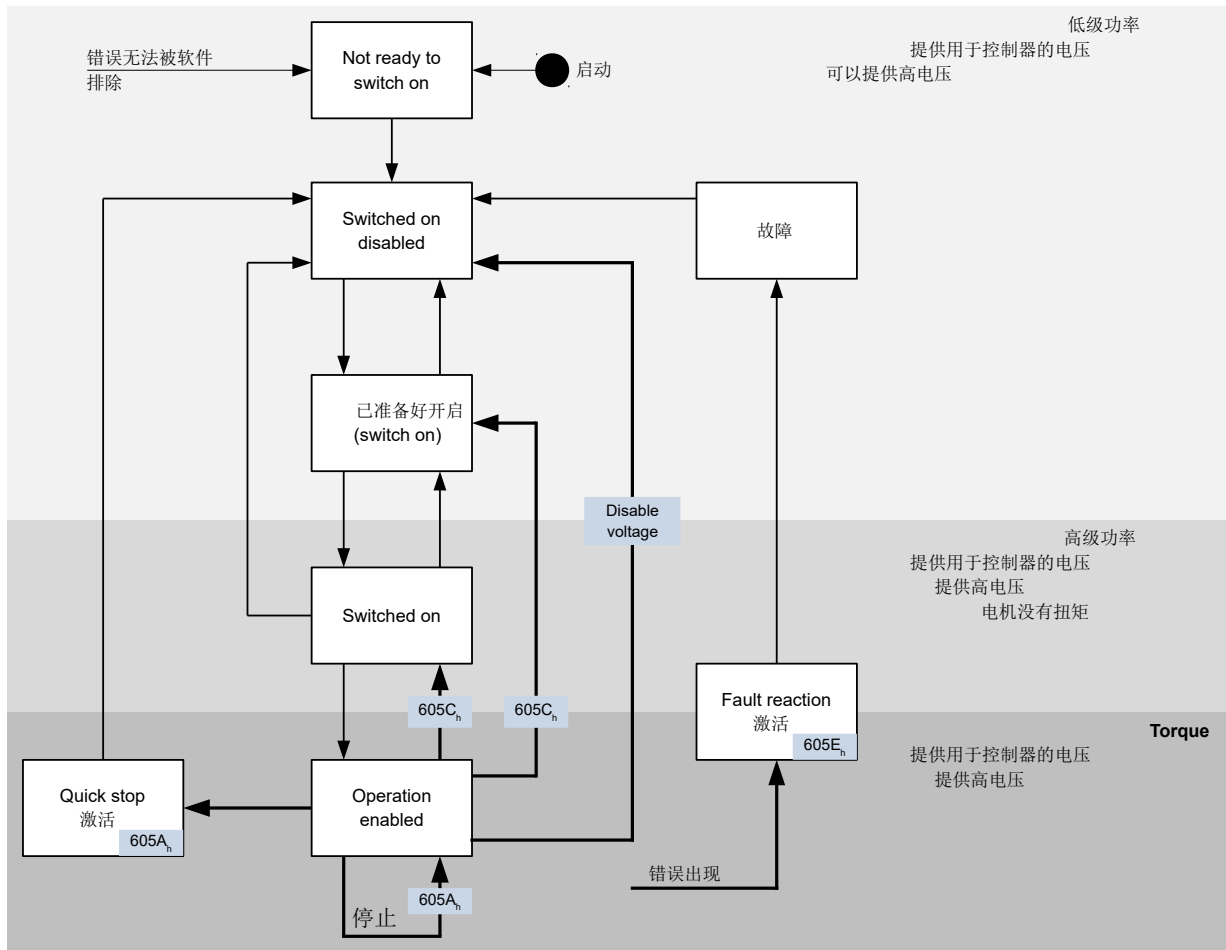 低级功率
提供用于控制器的电压
可以提供高电压
错误无法被软件
排除
Not ready to
switch on
启动
Switched on
disabled
故障
已准备好开启
(switch on)
Disable
voltage
高级功率
提供用于控制器的电压
提供高电压
电机没有扭矩
Switched on
605Ch
605Ch
Fault reaction
激活
605Eh
Torque
提供用于控制器的电压
提供高电压
Quick stop
激活
605Ah
Operation
enabled
错误出现
605Ah
停止